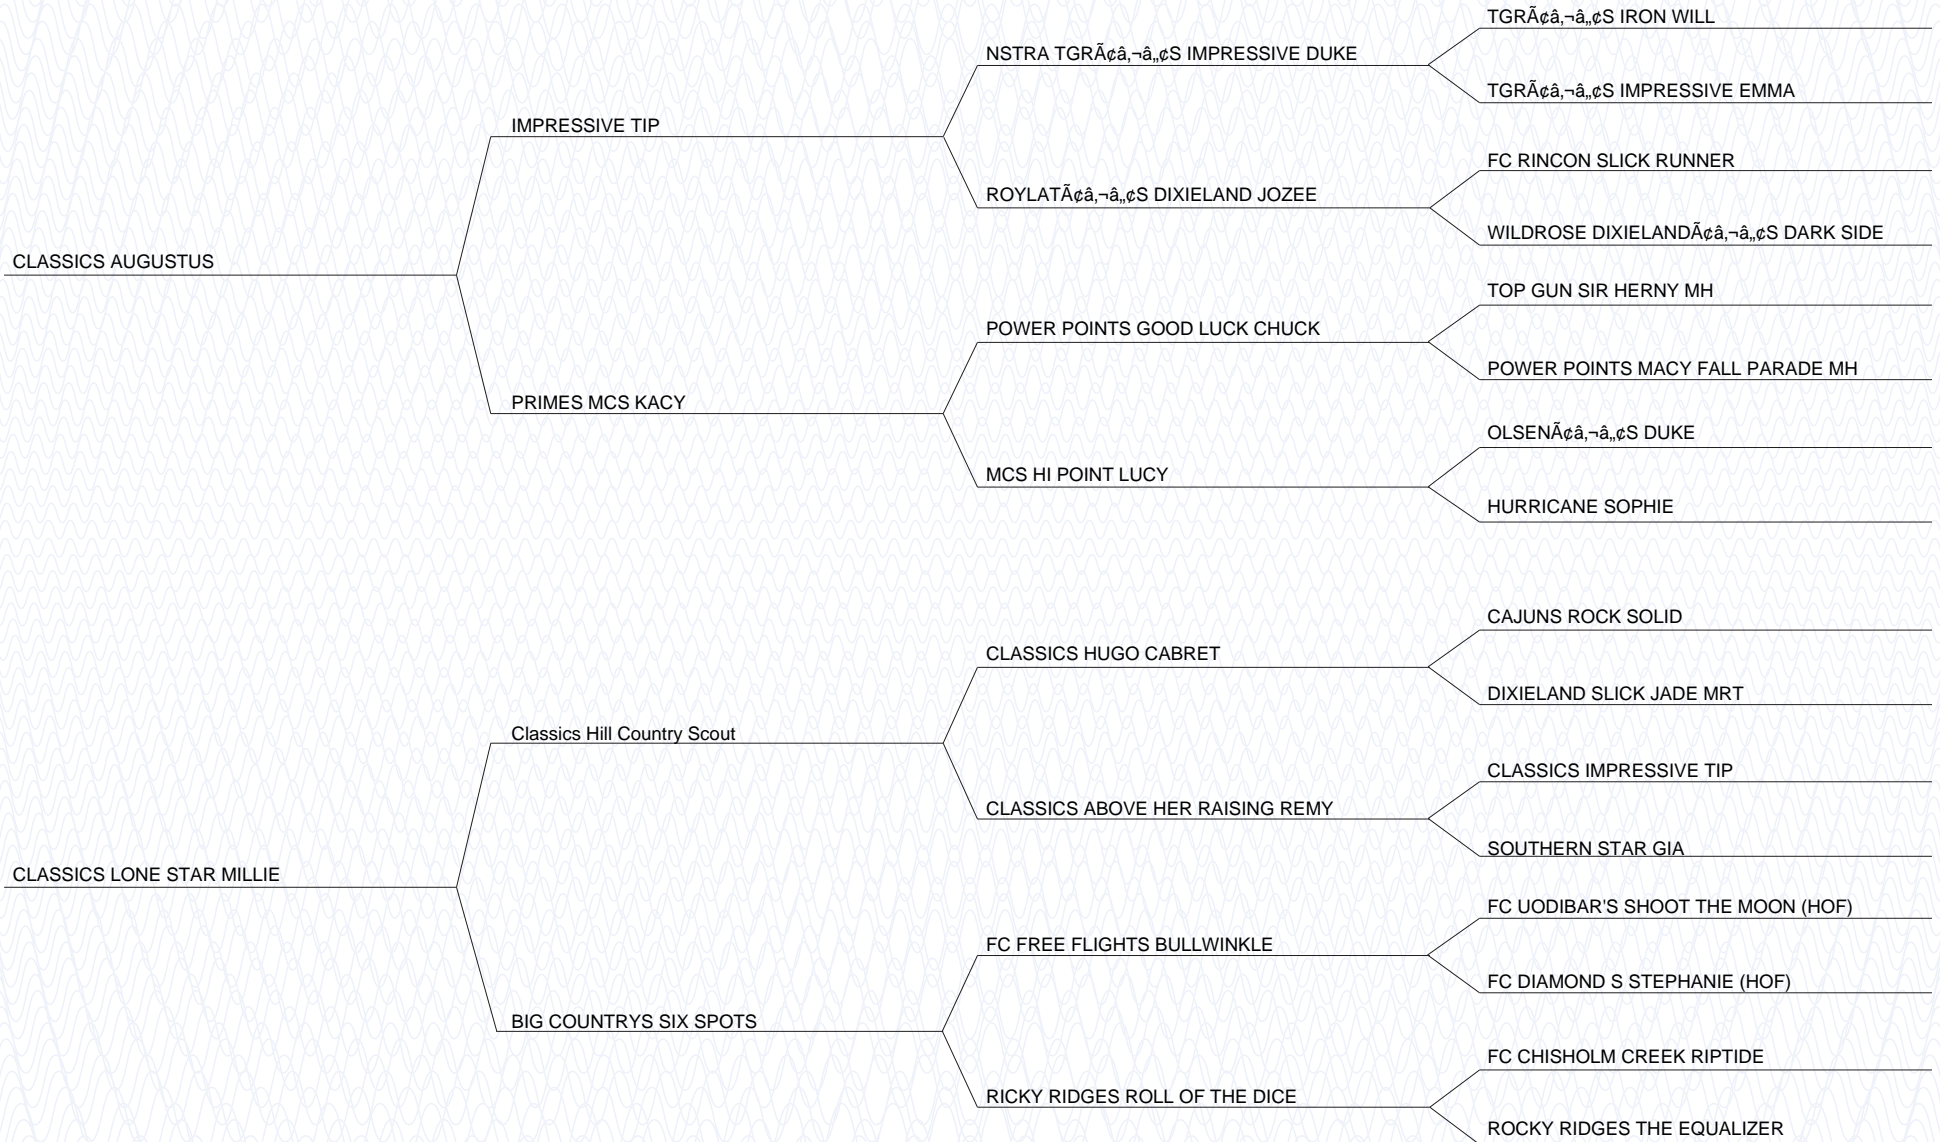 TGRÃ¢â‚¬â„¢S IRON WILL
NSTRA TGRÃ¢â‚¬â„¢S IMPRESSIVE DUKE
TGRÃ¢â‚¬â„¢S IMPRESSIVE EMMA
IMPRESSIVE TIP
FC RINCON SLICK RUNNER
ROYLATÃ¢â‚¬â„¢S DIXIELAND JOZEE
WILDROSE DIXIELANDÃ¢â‚¬â„¢S DARK SIDE
CLASSICS AUGUSTUS
TOP GUN SIR HERNY MH
POWER POINTS GOOD LUCK CHUCK
POWER POINTS MACY FALL PARADE MH
PRIMES MCS KACY
OLSENÃ¢â‚¬â„¢S DUKE
MCS HI POINT LUCY
HURRICANE SOPHIE
CAJUNS ROCK SOLID
CLASSICS HUGO CABRET
DIXIELAND SLICK JADE MRT
Classics Hill Country Scout
CLASSICS IMPRESSIVE TIP
CLASSICS ABOVE HER RAISING REMY
SOUTHERN STAR GIA
CLASSICS LONE STAR MILLIE
FC UODIBAR'S SHOOT THE MOON (HOF)
FC FREE FLIGHTS BULLWINKLE
FC DIAMOND S STEPHANIE (HOF)
BIG COUNTRYS SIX SPOTS
FC CHISHOLM CREEK RIPTIDE
RICKY RIDGES ROLL OF THE DICE
ROCKY RIDGES THE EQUALIZER